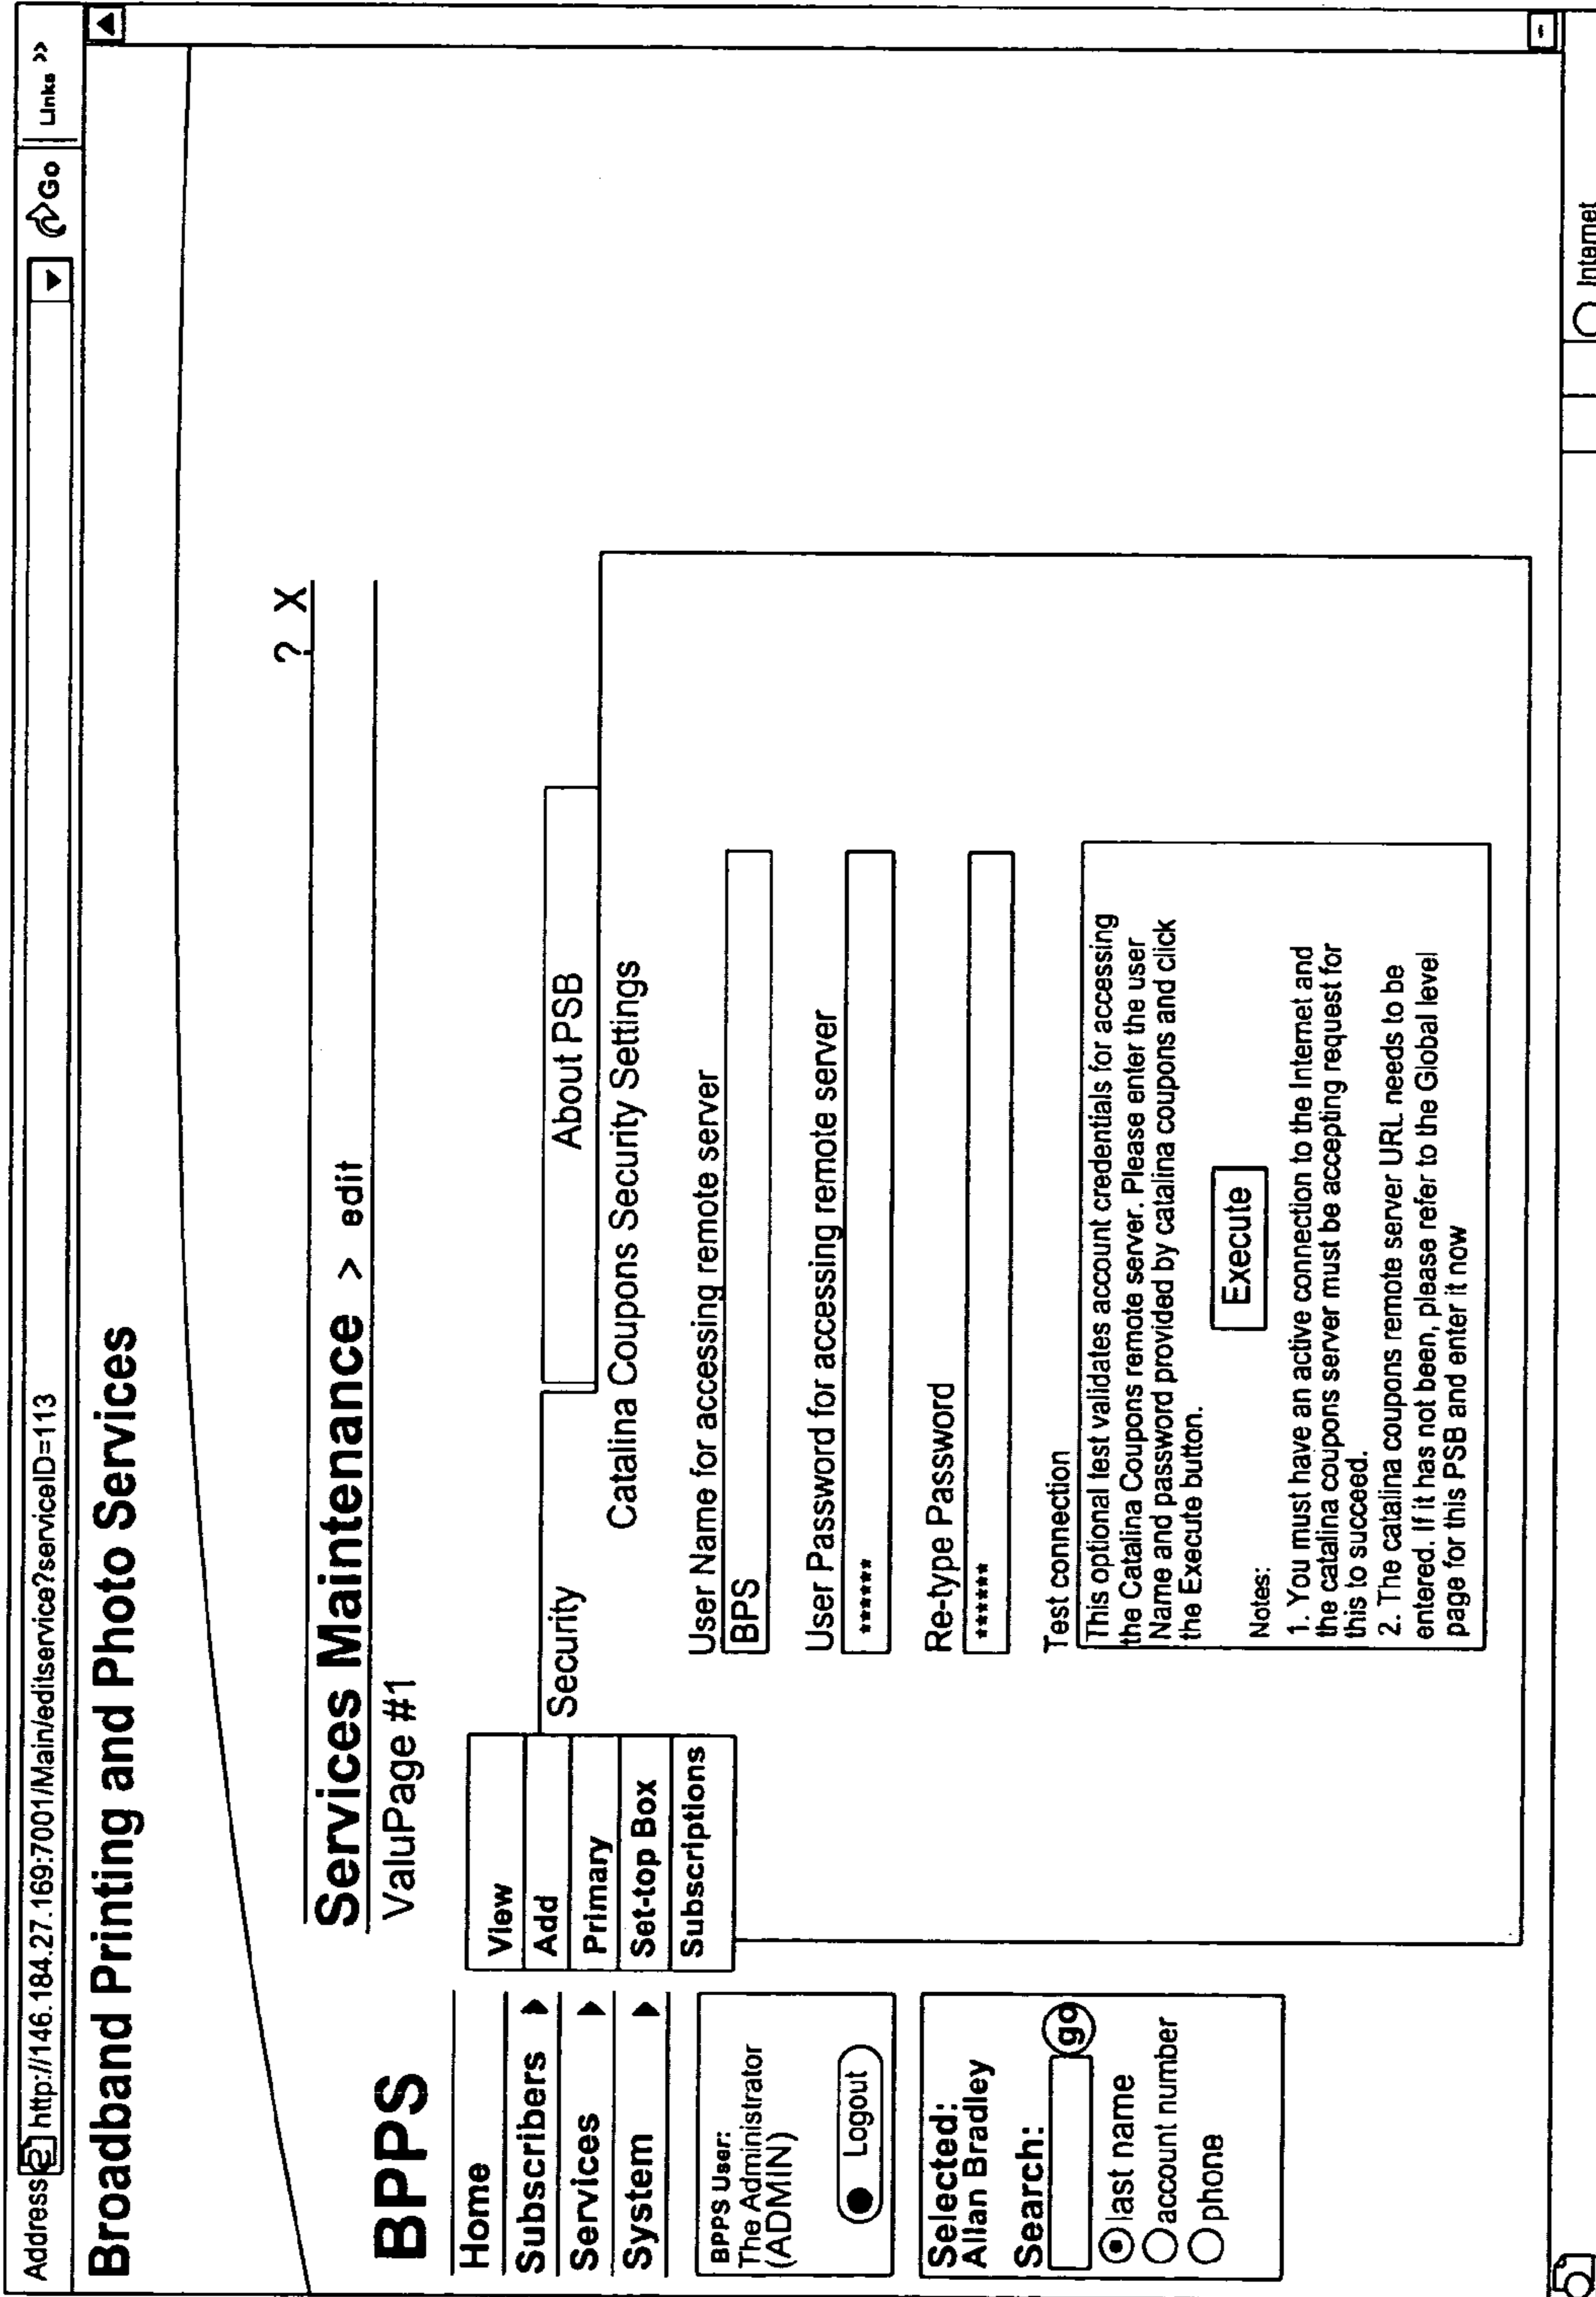 Address http://146.184.27.169:7001/Main/editservice?serviceID=113 Go Links »
Broadband Printing and Photo Services
? X
Services Maintenance > edit
ValuPage #1
BPPS
Home
Subscribers
Services
System
View
Add
Primary
Set-top Box
Subscriptions
BPPS User:
The Administrator
(ADMIN)
Logout
Selected:
Allan Bradley
Search:
go
last name
account number
phone
Security
About PSB
Catalina Coupons Security Settings
User Name for accessing remote server
BPS
User Password for accessing remote server
******
Re-type Password
******
Test connection
This optional test validates account credentials for accessing
the Catalina Coupons remote server. Please enter the user
Name and password provided by catalina coupons and click
the Execute button.
Execute
Notes:
1. You must have an active connection to the Internet and
the catalina coupons server must be accepting request for
this to succeed.
2. The catalina coupons remote server URL needs to be
entered. If it has not been, please refer to the Global level
page for this PSB and enter it now
Internet